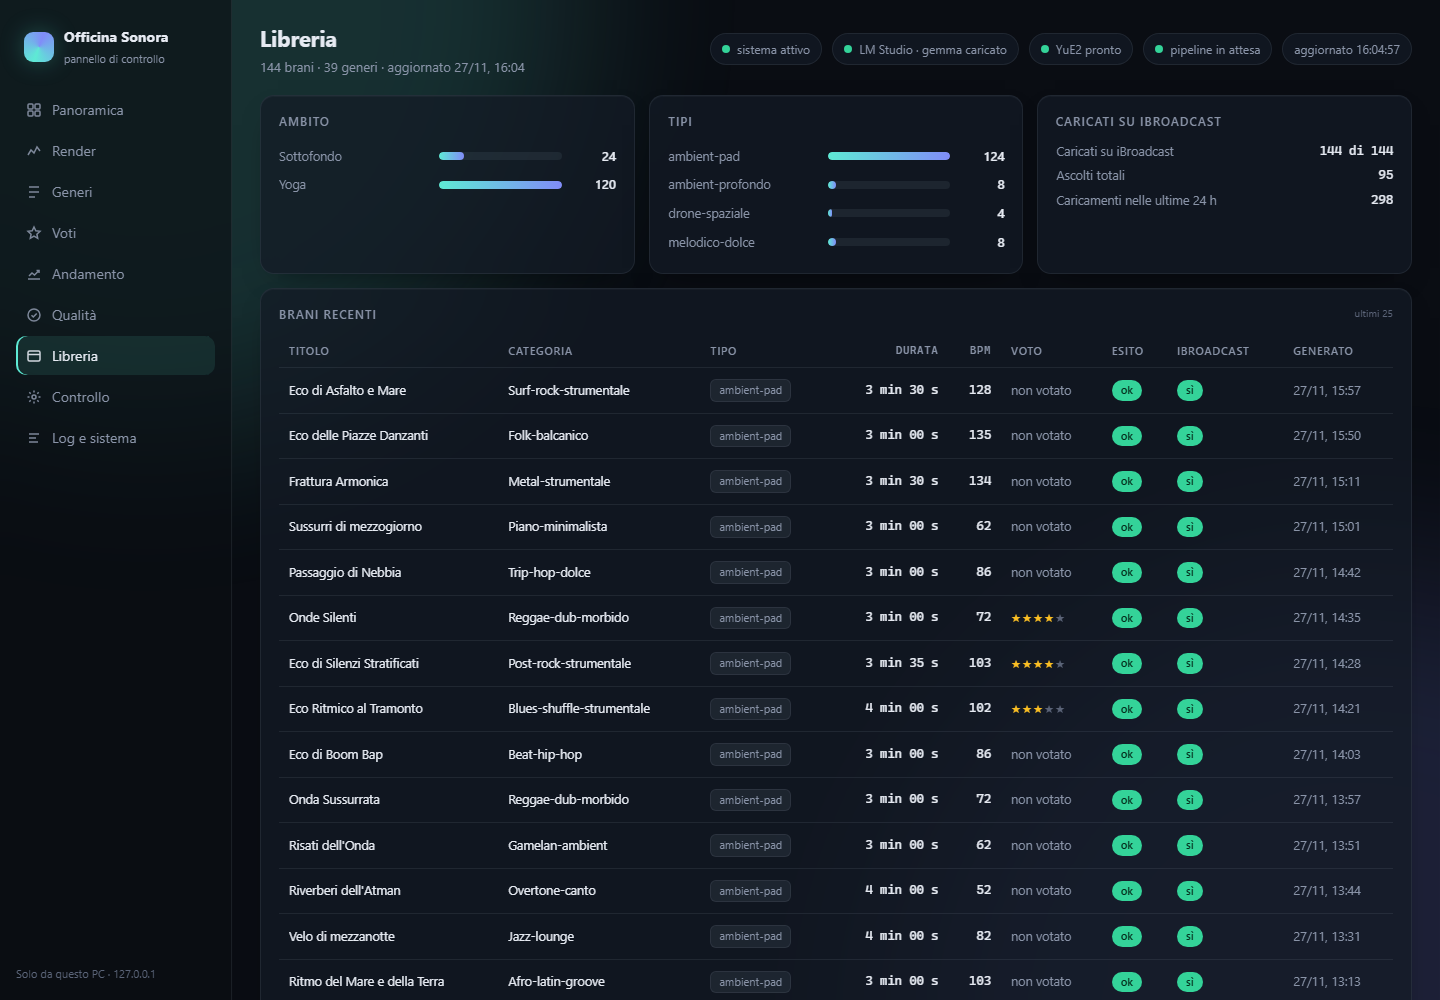 Officina Sonora
pannello di controllo
Panoramica
Render
Generi
Voti
Andamento
Qualità
Libreria
Controllo
Log e sistema
Solo da questo PC · 127.0.0.1
Libreria
144 brani · 39 generi · aggiornato 27/11, 16:04
sistema attivo
LM Studio · gemma caricato
YuE2 pronto
pipeline in attesa
aggiornato 16:04:57
AMBITO
Sottofondo 24
Yoga 120
TIPI
ambient-pad 124
ambient-profondo 8
drone-spaziale 4
melodico-dolce 8
CARICATI SU IBROADCAST
Caricati su iBroadcast 144 di 144
Ascolti totali 95
Caricamenti nelle ultime 24 h 298
BRANI RECENTI ultimi 25
TITOLO CATEGORIA TIPO DURATA BPM VOTO ESITO IBROADCAST GENERATO
Eco di Asfalto e Mare Surf-rock-strumentale ambient-pad 3 min 30 s 128 non votato ok sì 27/11, 15:57
Eco delle Piazze Danzanti Folk-balcanico ambient-pad 3 min 00 s 135 non votato ok sì 27/11, 15:50
Frattura Armonica Metal-strumentale ambient-pad 3 min 30 s 134 non votato ok sì 27/11, 15:11
Sussurri di mezzogiorno Piano-minimalista ambient-pad 3 min 00 s 62 non votato ok sì 27/11, 15:01
Passaggio di Nebbia Trip-hop-dolce ambient-pad 3 min 00 s 86 non votato ok sì 27/11, 14:42
Onde Silenti Reggae-dub-morbido ambient-pad 3 min 00 s 72 ★★★★★ ok sì 27/11, 14:35
Eco di Silenzi Stratificati Post-rock-strumentale ambient-pad 3 min 35 s 103 ★★★★★ ok sì 27/11, 14:28
Eco Ritmico al Tramonto Blues-shuffle-strumentale ambient-pad 4 min 00 s 102 ★★★★★ ok sì 27/11, 14:21
Eco di Boom Bap Beat-hip-hop ambient-pad 3 min 00 s 86 non votato ok sì 27/11, 14:03
Onda Sussurrata Reggae-dub-morbido ambient-pad 3 min 00 s 72 non votato ok sì 27/11, 13:57
Risati dell'Onda Gamelan-ambient ambient-pad 3 min 00 s 62 non votato ok sì 27/11, 13:51
Riverberi dell'Atman Overtone-canto ambient-pad 4 min 00 s 52 non votato ok sì 27/11, 13:44
Velo di mezzanotte Jazz-lounge ambient-pad 4 min 00 s 82 non votato ok sì 27/11, 13:31
Ritmo del Mare e della Terra Afro-latin-groove ambient-pad 3 min 00 s 103 non votato ok sì 27/11, 13:13